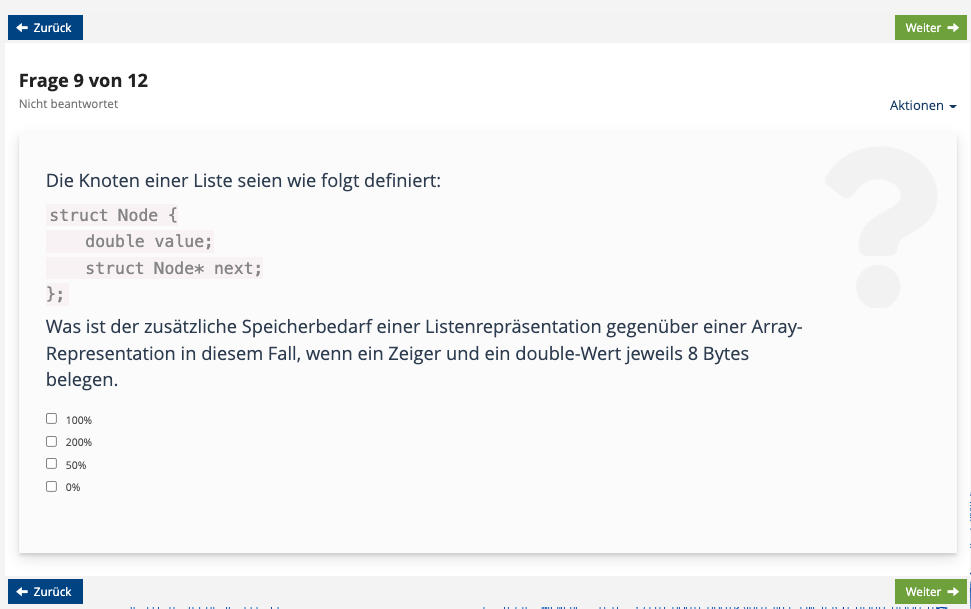 Zurück
Weiter
Frage 9 von 12
Nicht beantwortet
Aktionen
Die Knoten einer Liste seien wie folgt definiert:
struct Node {
double value;
struct Node* next;
};
Was ist der zusätzliche Speicherbedarf einer Listenrepräsentation gegenüber einer Array-
Representation in diesem Fall, wenn ein Zeiger und ein double-Wert jeweils 8 Bytes
belegen.
100%
200%
50%
0%
Zurück
Weiter